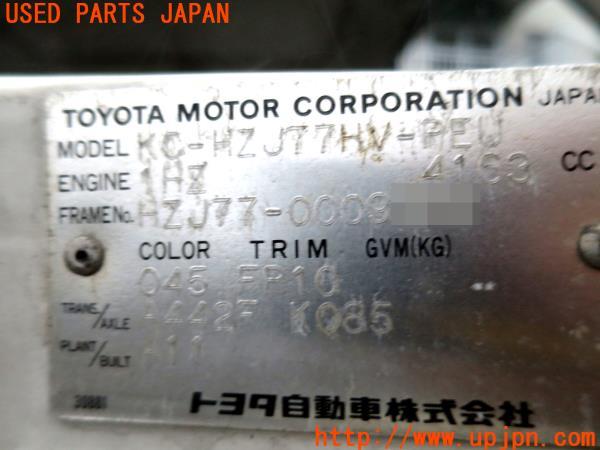 USED PARTS JAPAN
TOYOTA MOTOR CORPORATION JAPAN
MODEL KC-HZJ77HV-PEU
ENGINE 1HZ 4163 CC
FRAME No. HZJ77-0009
COLOR TRIM GVM(KG)
045 FP10
TRANS/AXLE A442F K085
PLANT/BUILT A11
30881
トヨタ自動車株式会社
http://www.upjpn.com